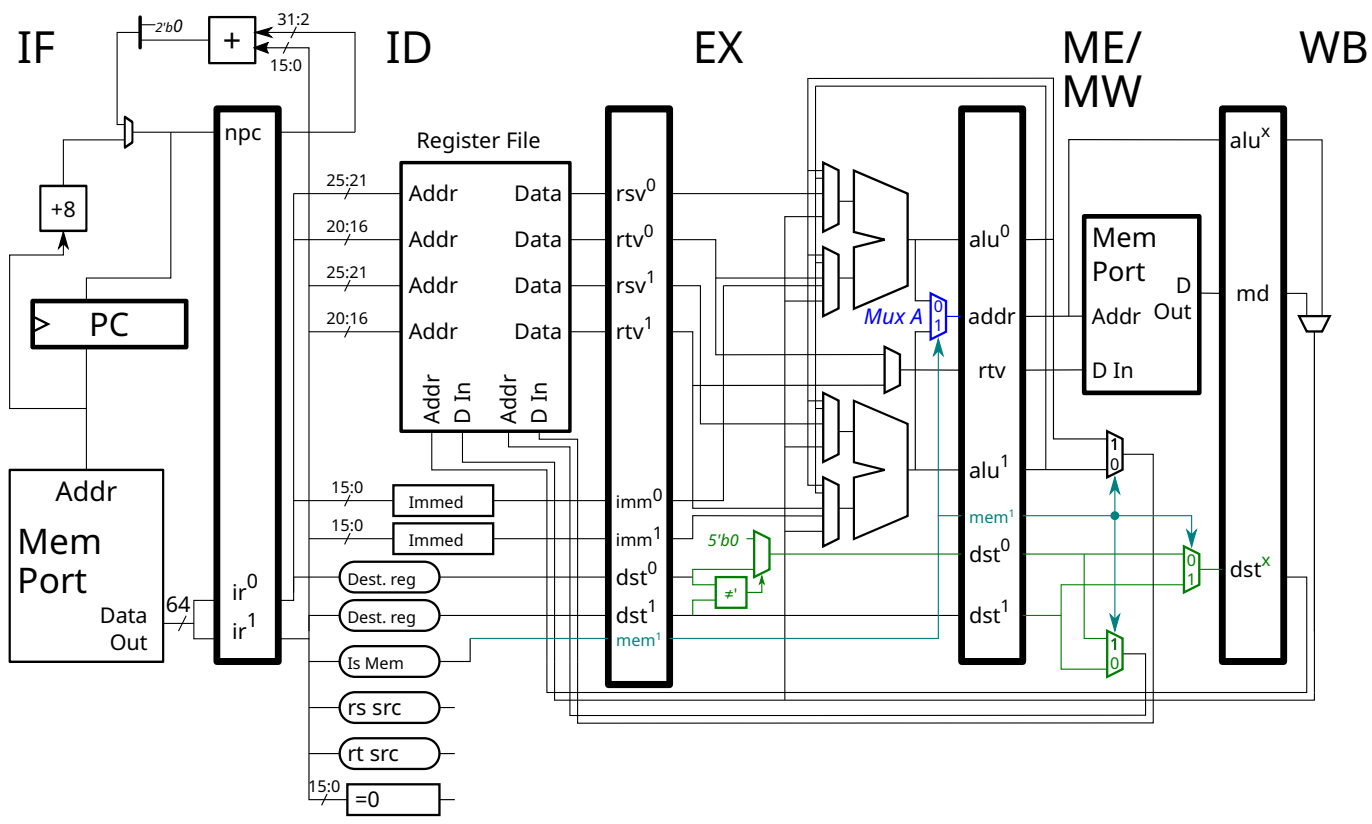 IF
ID
EX
ME/
MW
WB
2'b0
+
31:2
15:0
npc
+8
PC
Addr
Mem
Port
Data
Out
64
ir⁰
ir¹
Register File
25:21
Addr
Data
20:16
Addr
Data
25:21
Addr
Data
20:16
Addr
Data
Addr
D In
Addr
D In
15:0
Immed
15:0
Immed
Dest. reg
Dest. reg
Is Mem
rs src
rt src
15:0
=0
rsv⁰
rtv⁰
rsv¹
rtv¹
imm⁰
imm¹
dst⁰
dst¹
mem¹
5'b0
≠'
Mux A
0
1
alu⁰
addr
rtv
alu¹
mem¹
dst⁰
dst¹
Mem
Port
D
Out
Addr
D In
1
0
0
1
1
0
aluˣ
md
dstˣ